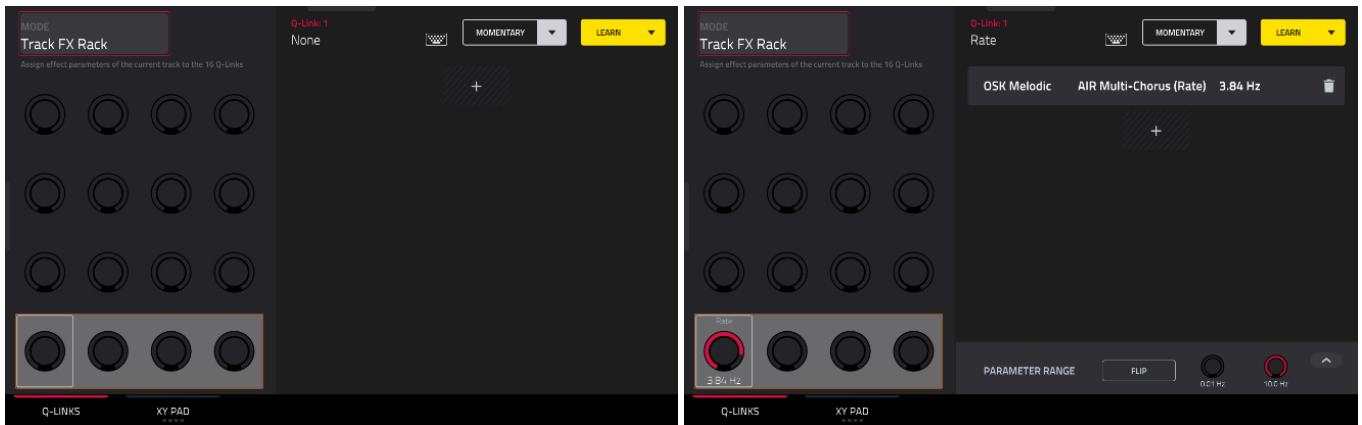 MODE
Track FX Rack
Assign effect parameters of the current track to the 16 Q-Links
Q-Link: 1
None
MOMENTARY
LEARN
+
Q-LINKS
XY PAD
MODE
Track FX Rack
Assign effect parameters of the current track to the 16 Q-Links
Q-Link: 1
Rate
MOMENTARY
LEARN
OSK Melodic AIR Multi-Chorus (Rate) 3.84 Hz
+
Rate
3.84 Hz
PARAMETER RANGE
FLIP
0.01 Hz
10.0 Hz
Q-LINKS
XY PAD